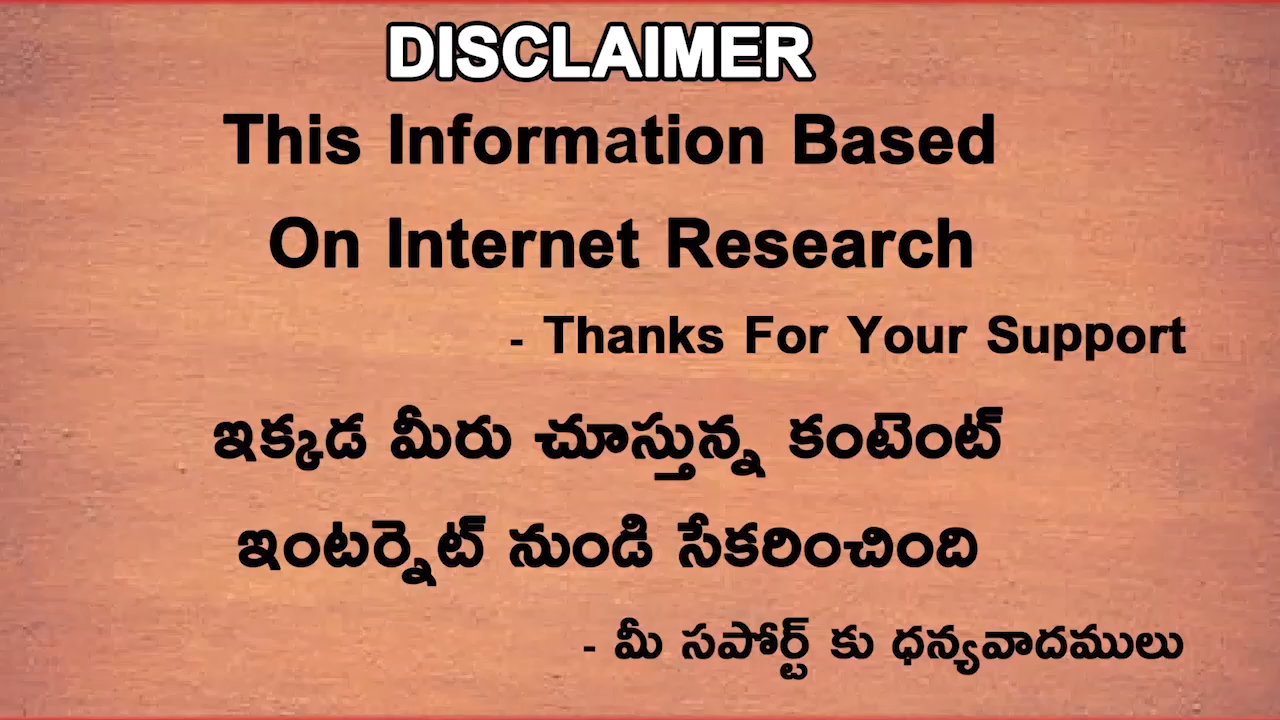 DISCLAIMER
This Information Based
On Internet Research
- Thanks For Your Support
ఇక్కడ మీరు చూస్తున్న కంటెంట్
ఇంటర్నెట్ నుండి సేకరించింది
- మీ సపోర్ట్ కు ధన్యవాదములు